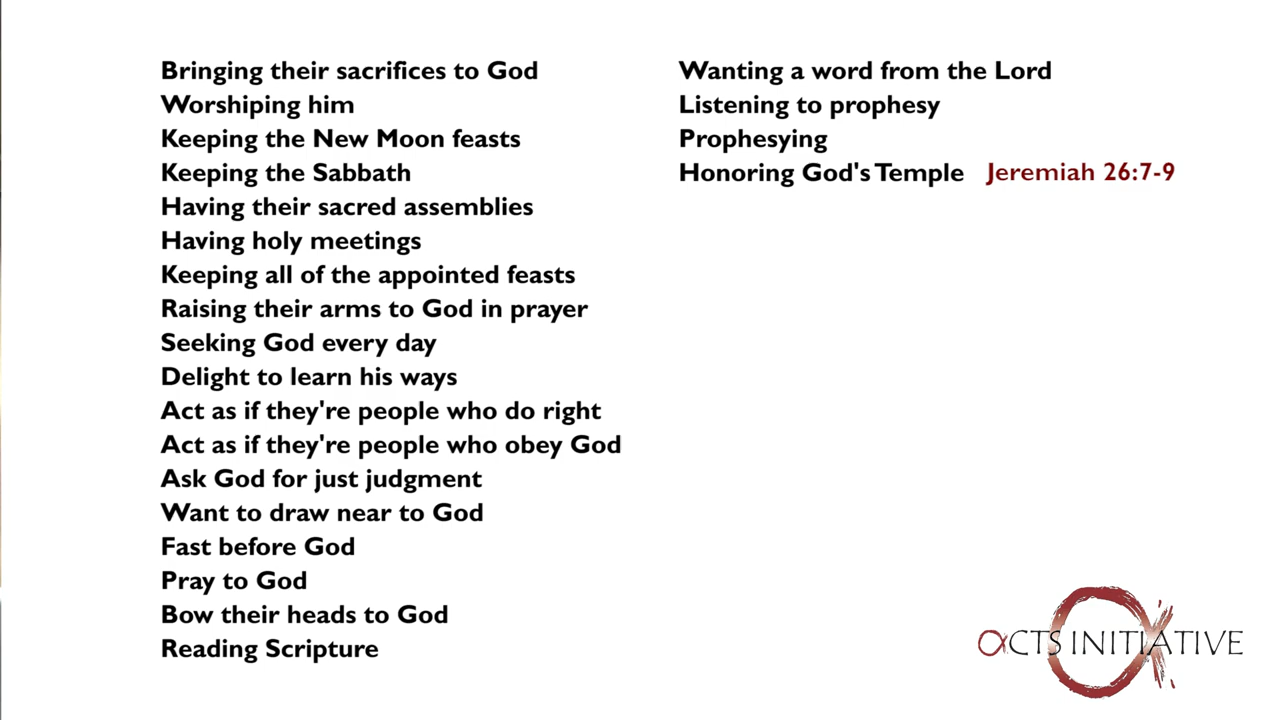 Bringing their sacrifices to God
Worshiping him
Keeping the New Moon feasts
Keeping the Sabbath
Having their sacred assemblies
Having holy meetings
Keeping all of the appointed feasts
Raising their arms to God in prayer
Seeking God every day
Delight to learn his ways
Act as if they're people who do right
Act as if they're people who obey God
Ask God for just judgment
Want to draw near to God
Fast before God
Pray to God
Bow their heads to God
Reading Scripture
Wanting a word from the Lord
Listening to prophesy
Prophesying
Honoring God's Temple Jeremiah 26:7-9
αCTS INITIATIVE